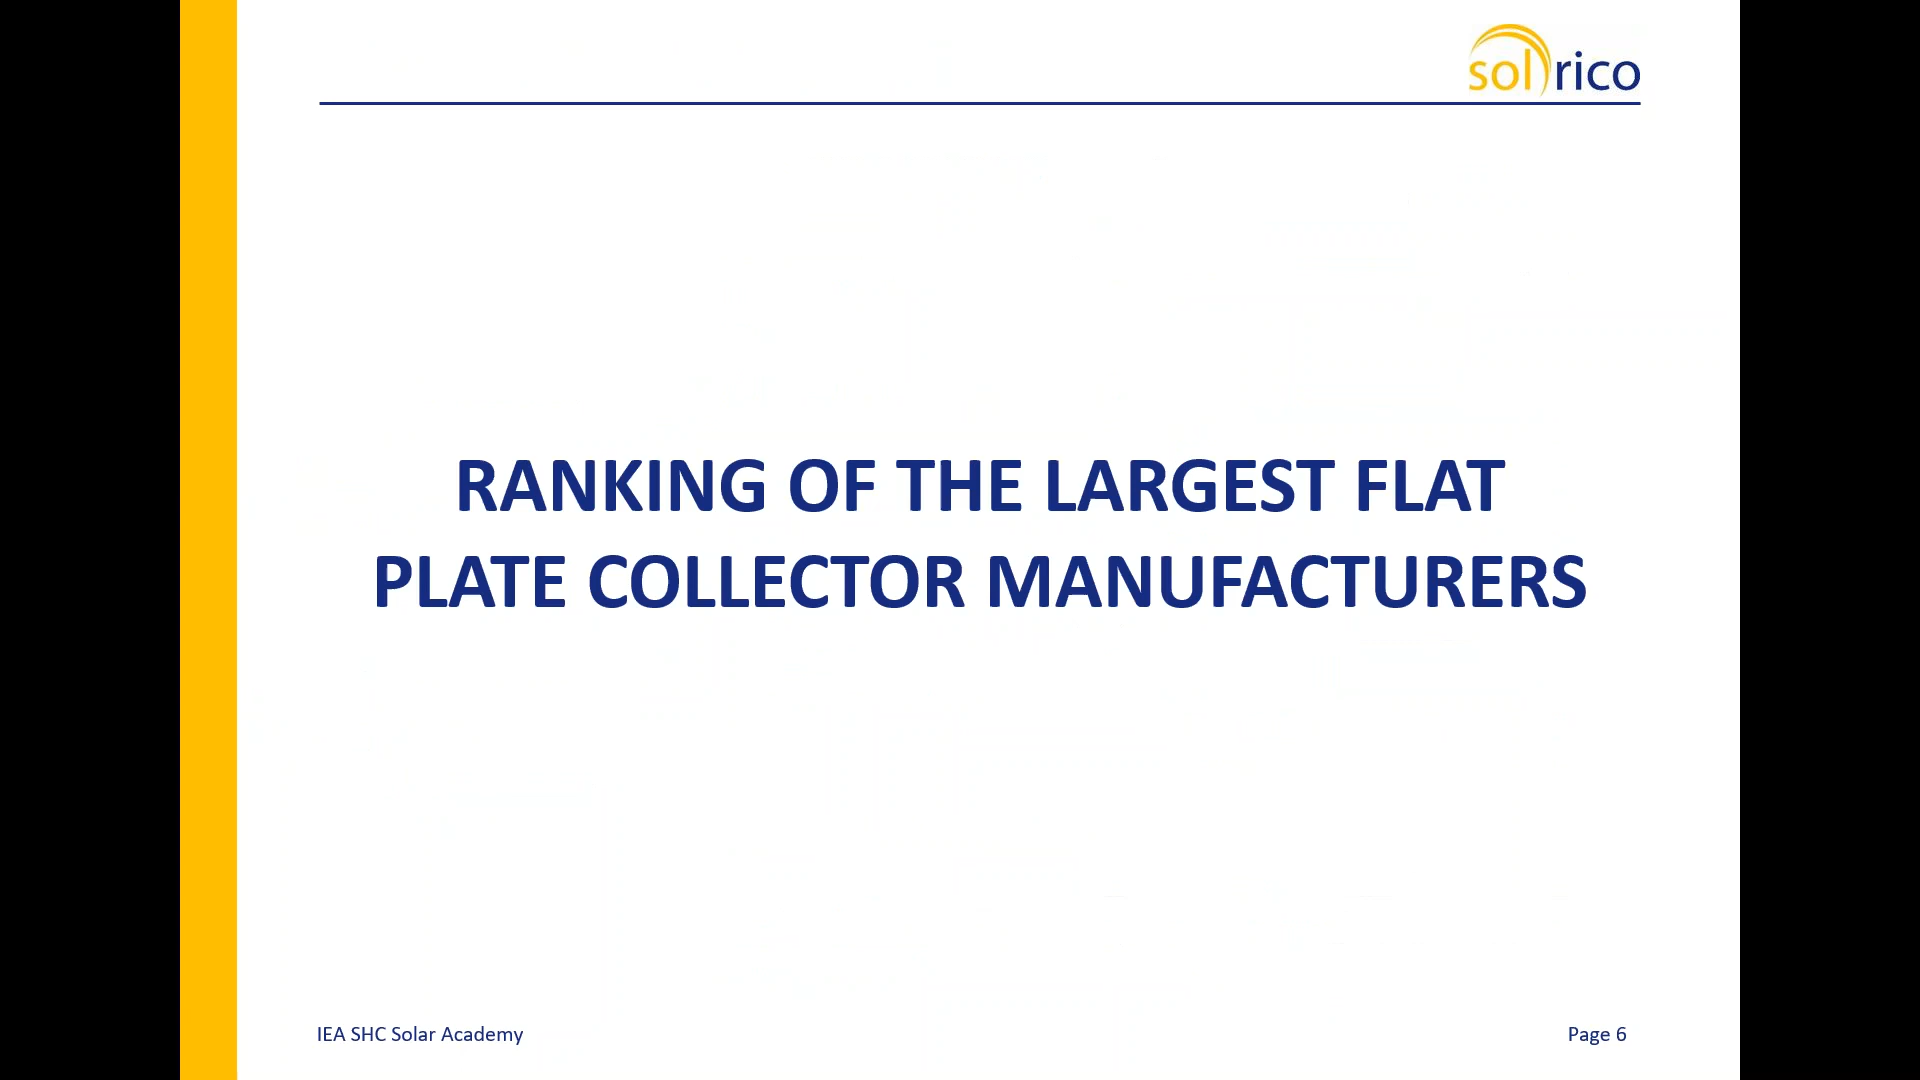 solrico
RANKING OF THE LARGEST FLAT
PLATE COLLECTOR MANUFACTURERS
IEA SHC Solar Academy
Page 6